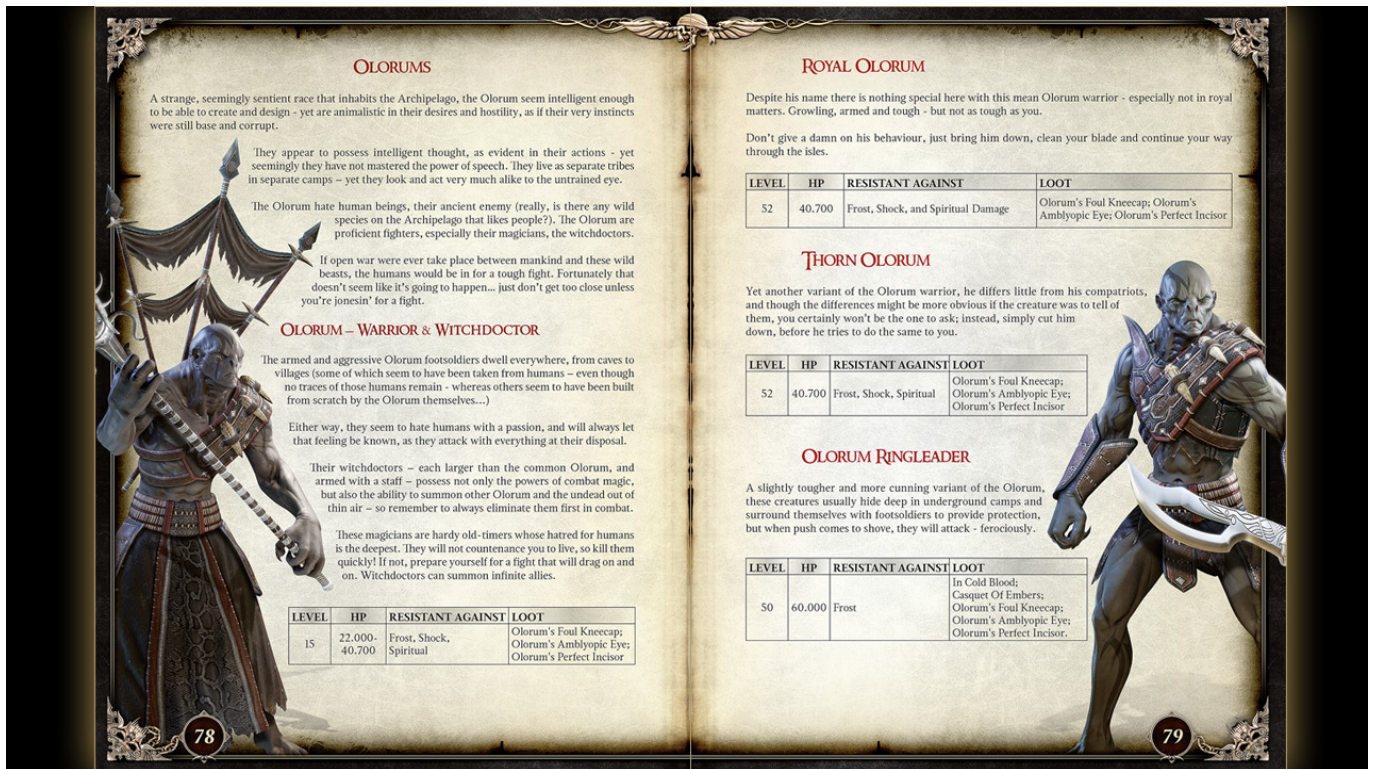 OLORUMS
A strange, seemingly sentient race that inhabits the Archipelago, the Olorum seem intelligent enough
to be able to create and design - yet are animalistic in their desires and hostility, as if their very instincts
were still base and corrupt.
They appear to possess intelligent thought, as evident in their actions - yet
seemingly they have not mastered the power of speech. They live as separate tribes
in separate camps – yet they look and act very much alike to the untrained eye.
The Olorum hate human beings, their ancient enemy (really, is there any wild
species on the Archipelago that likes people?). The Olorum are
proficient fighters, especially their magicians, the witchdoctors.
If open war were ever take place between mankind and these wild
beasts, the humans would be in for a tough fight. Fortunately that
doesn't seem like it's going to happen... just don't get too close unless
you're jonesin' for a fight.
OLORUM – WARRIOR & WITCHDOCTOR
The armed and aggressive Olorum footsoldiers dwell everywhere, from caves to
villages (some of which seem to have been taken from humans – even though
no traces of those humans remain - whereas others seem to have been built
from scratch by the Olorum themselves...)
Either way, they seem to hate humans with a passion, and will always let
that feeling be known, as they attack with everything at their disposal.
Their witchdoctors – each larger than the common Olorum, and
armed with a staff – possess not only the powers of combat magic,
but also the ability to summon other Olorum and the undead out of
thin air – so remember to always eliminate them first in combat.
These magicians are hardy old-timers whose hatred for humans
is the deepest. They will not countenance you to live, so kill them
quickly! If not, prepare yourself for a fight that will drag on and
on. Witchdoctors can summon infinite allies.
LEVEL HP RESISTANT AGAINST LOOT
15 22.000-40.700 Frost, Shock, Spiritual Olorum's Foul Kneecap; Olorum's Amblyopic Eye; Olorum's Perfect Incisor
78
ROYAL OLORUM
Despite his name there is nothing special here with this mean Olorum warrior - especially not in royal
matters. Growling, armed and tough - but not as tough as you.
Don't give a damn on his behaviour, just bring him down, clean your blade and continue your way
through the isles.
LEVEL HP RESISTANT AGAINST LOOT
52 40.700 Frost, Shock, and Spiritual Damage Olorum's Foul Kneecap; Olorum's Amblyopic Eye; Olorum's Perfect Incisor
THORN OLORUM
Yet another variant of the Olorum warrior, he differs little from his compatriots,
and though the differences might be more obvious if the creature was to tell of
them, you certainly won't be the one to ask; instead, simply cut him
down, before he tries to do the same to you.
LEVEL HP RESISTANT AGAINST LOOT
52 40.700 Frost, Shock, Spiritual Olorum's Foul Kneecap; Olorum's Amblyopic Eye; Olorum's Perfect Incisor
OLORUM RINGLEADER
A slightly tougher and more cunning variant of the Olorum,
these creatures usually hide deep in underground camps and
surround themselves with footsoldiers to provide protection,
but when push comes to shove, they will attack - ferociously.
LEVEL HP RESISTANT AGAINST LOOT
50 60.000 Frost In Cold Blood; Casquet Of Embers; Olorum's Foul Kneecap; Olorum's Amblyopic Eye; Olorum's Perfect Incisor.
79